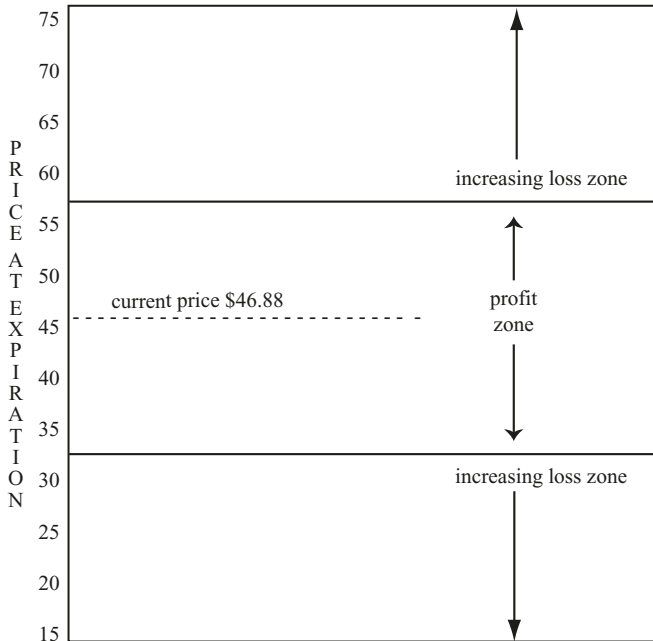 75
70
65
60
increasing loss zone
55
50
current price $46.88
profit
zone
45
40
35
30
increasing loss zone
25
20
15
PRICE AT EXPIRATION